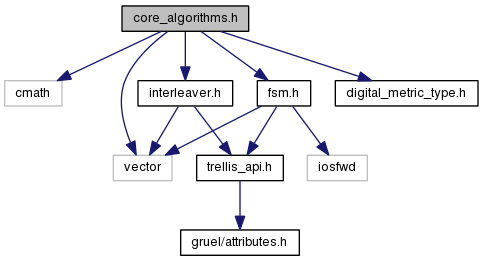 core_algorithms.h
cmath
interleaver.h
fsm.h
digital_metric_type.h
vector
trellis_api.h
iosfwd
gruel/attributes.h